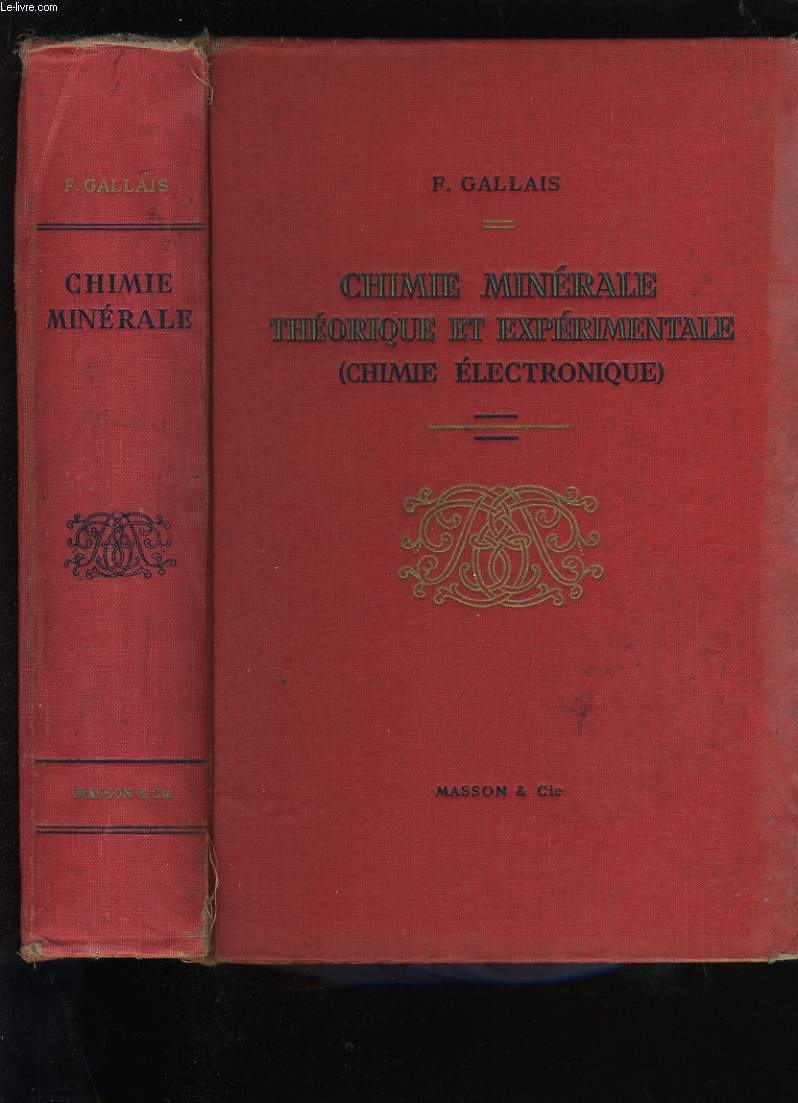 Le-livre.com
F. GALLAIS
CHIMIE
MINÉRALE
MASSON & Cie
F. GALLAIS
CHIMIE MINÉRALE
THÉORIQUE ET EXPÉRIMENTALE
(CHIMIE ÉLECTRONIQUE)
MASSON & Cie